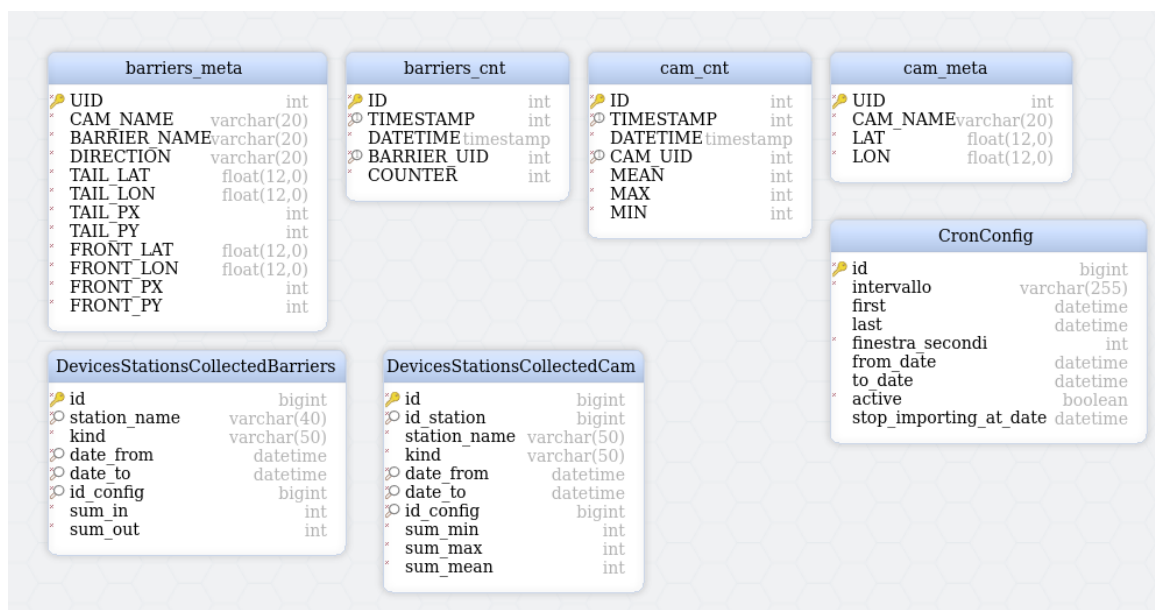 barriers_meta
UID int
CAM_NAME varchar(20)
BARRIER_NAME varchar(20)
DIRECTION varchar(20)
TAIL_LAT float(12,0)
TAIL_LON float(12,0)
TAIL_PX int
TAIL_PY int
FRONT_LAT float(12,0)
FRONT_LON float(12,0)
FRONT_PX int
FRONT_PY int
barriers_cnt
ID int
TIMESTAMP int
DATETIME timestamp
BARRIER_UID int
COUNTER int
cam_cnt
ID int
TIMESTAMP int
DATETIME timestamp
CAM_UID int
MEAN int
MAX int
MIN int
cam_meta
UID int
CAM_NAME varchar(20)
LAT float(12,0)
LON float(12,0)
CronConfig
id bigint
intervallo varchar(255)
first datetime
last datetime
finestra_secondi int
from_date datetime
to_date datetime
active boolean
stop_importing_at_date datetime
DevicesStationsCollectedBarriers
id bigint
station_name varchar(40)
kind varchar(50)
date_from datetime
date_to datetime
id_config bigint
sum_in int
sum_out int
DevicesStationsCollectedCam
id bigint
id_station bigint
station_name varchar(50)
kind varchar(50)
date_from datetime
date_to datetime
id_config bigint
sum_min int
sum_max int
sum_mean int